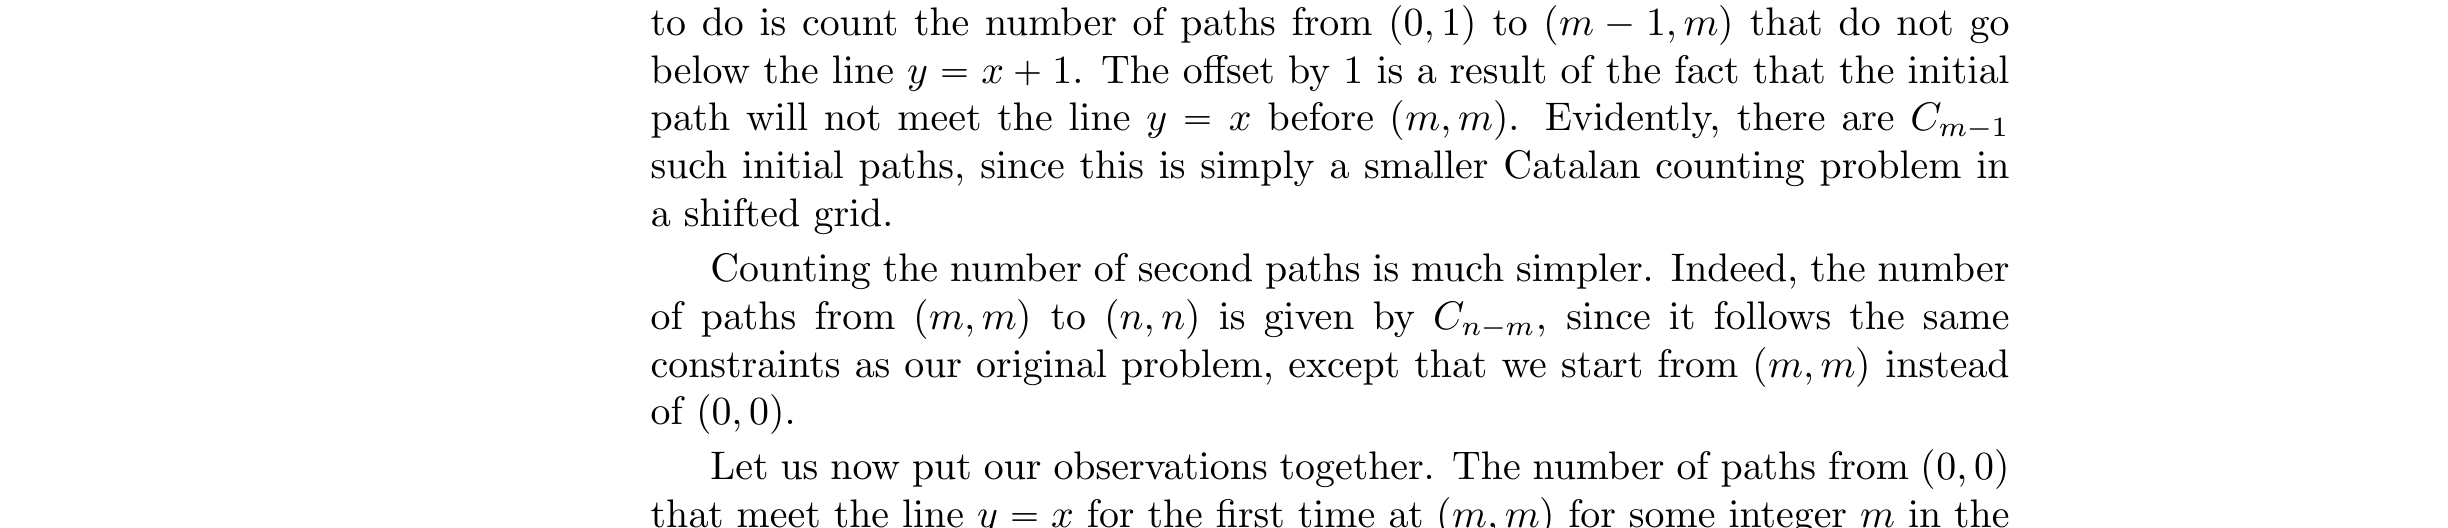 to do is count the number of paths from (0, 1) to (m − 1, m) that do not go
below the line y = x + 1. The offset by 1 is a result of the fact that the initial
path will not meet the line y = x before (m, m). Evidently, there are C_{m−1}
such initial paths, since this is simply a smaller Catalan counting problem in
a shifted grid.
Counting the number of second paths is much simpler. Indeed, the number
of paths from (m, m) to (n, n) is given by C_{n−m}, since it follows the same
constraints as our original problem, except that we start from (m, m) instead
of (0, 0).
Let us now put our observations together. The number of paths from (0, 0)
that meet the line y = x for the first time at (m, m) for some integer m in the